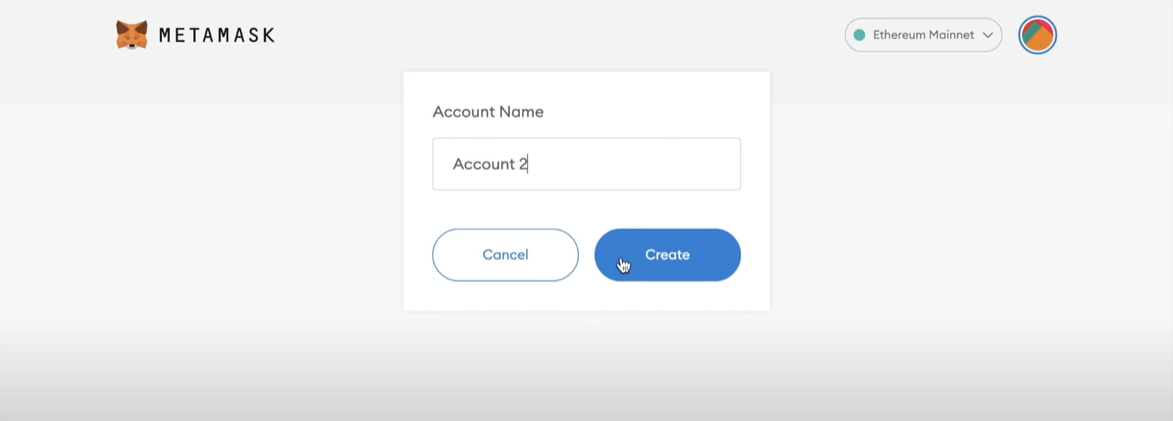 METAMASK
Ethereum Mainnet
Account Name
Account 2
Cancel
Create